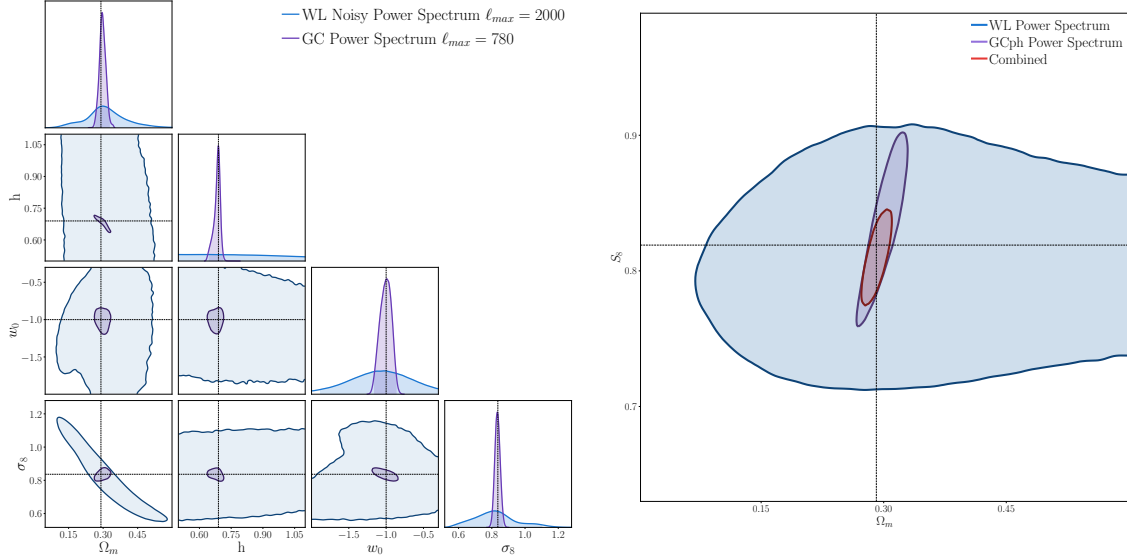 WL Noisy Power Spectrum ℓmax = 2000
GC Power Spectrum ℓmax = 780
1.05
0.90
0.75
0.60
h
−0.5
−1.0
−1.5
w0
1.2
1.0
0.8
0.6
σ8
0.15 0.30 0.45
Ωm
0.60 0.75 0.90 1.05
h
−1.5 −1.0 −0.5
w0
0.6 0.8 1.0 1.2
σ8
WL Power Spectrum
GCph Power Spectrum
Combined
0.9
0.8
0.7
S8
0.15 0.30 0.45
Ωm